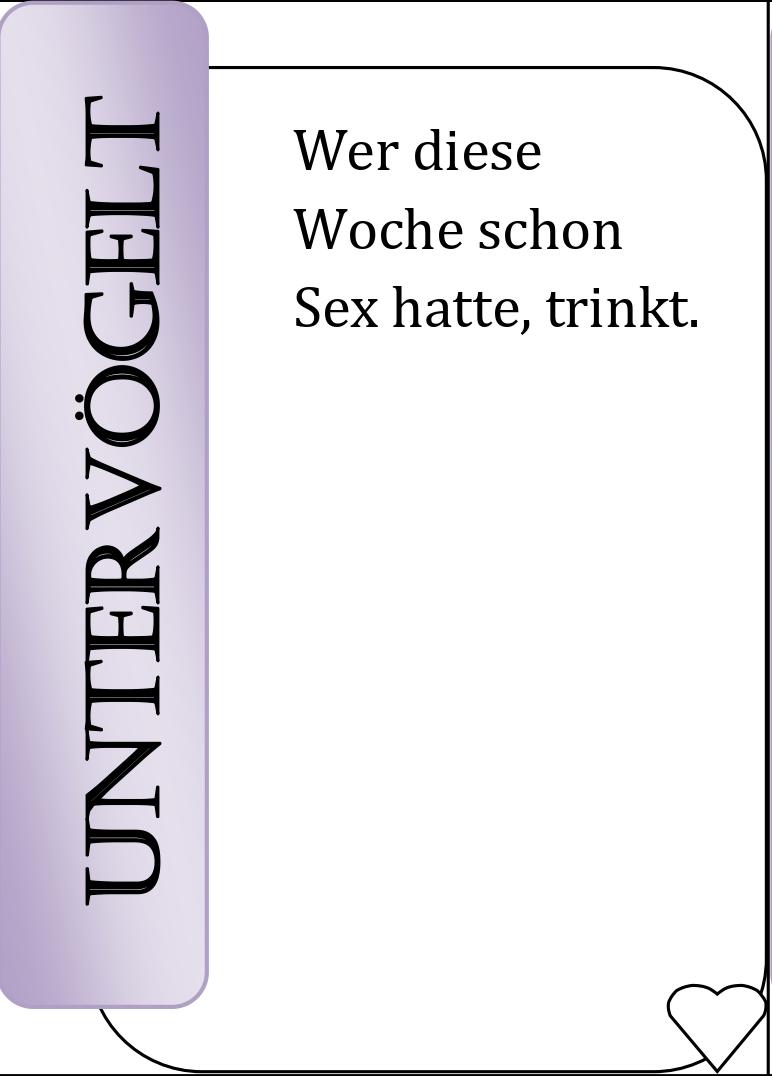 UNTERVÖGELT
Wer diese
Woche schon
Sex hatte, trinkt.